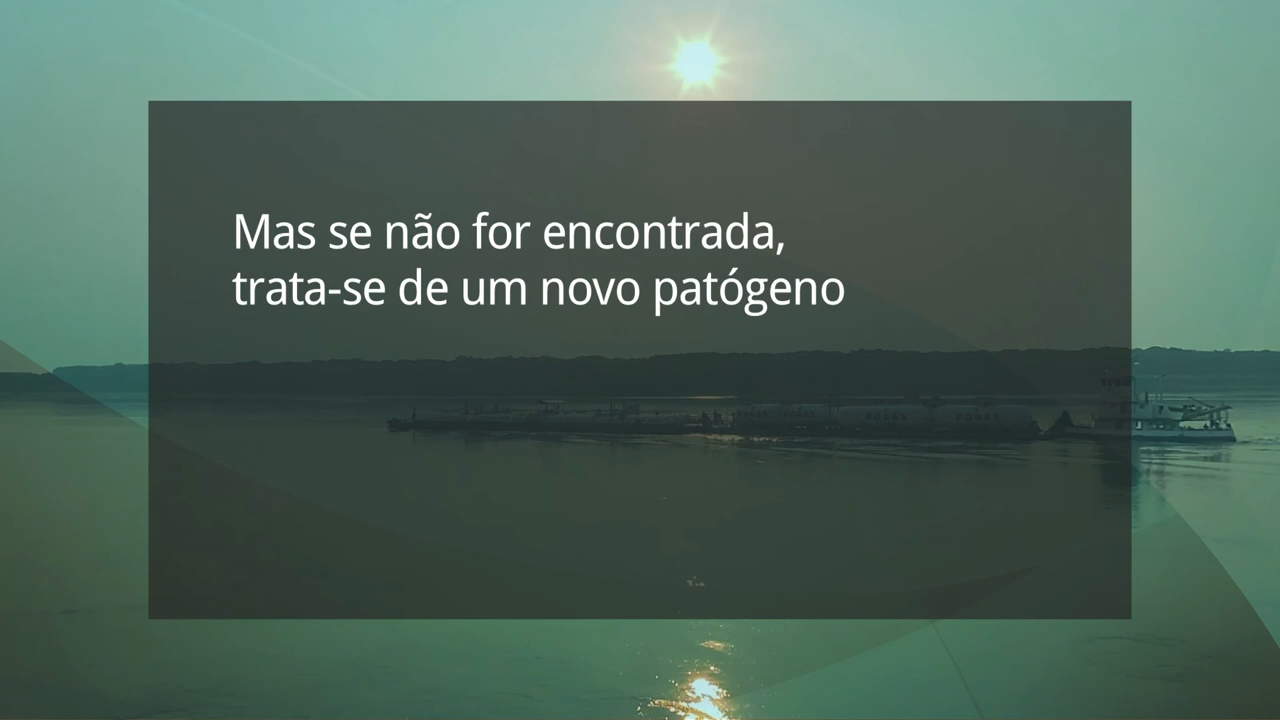 Mas se não for encontrada,
trata-se de um novo patógeno